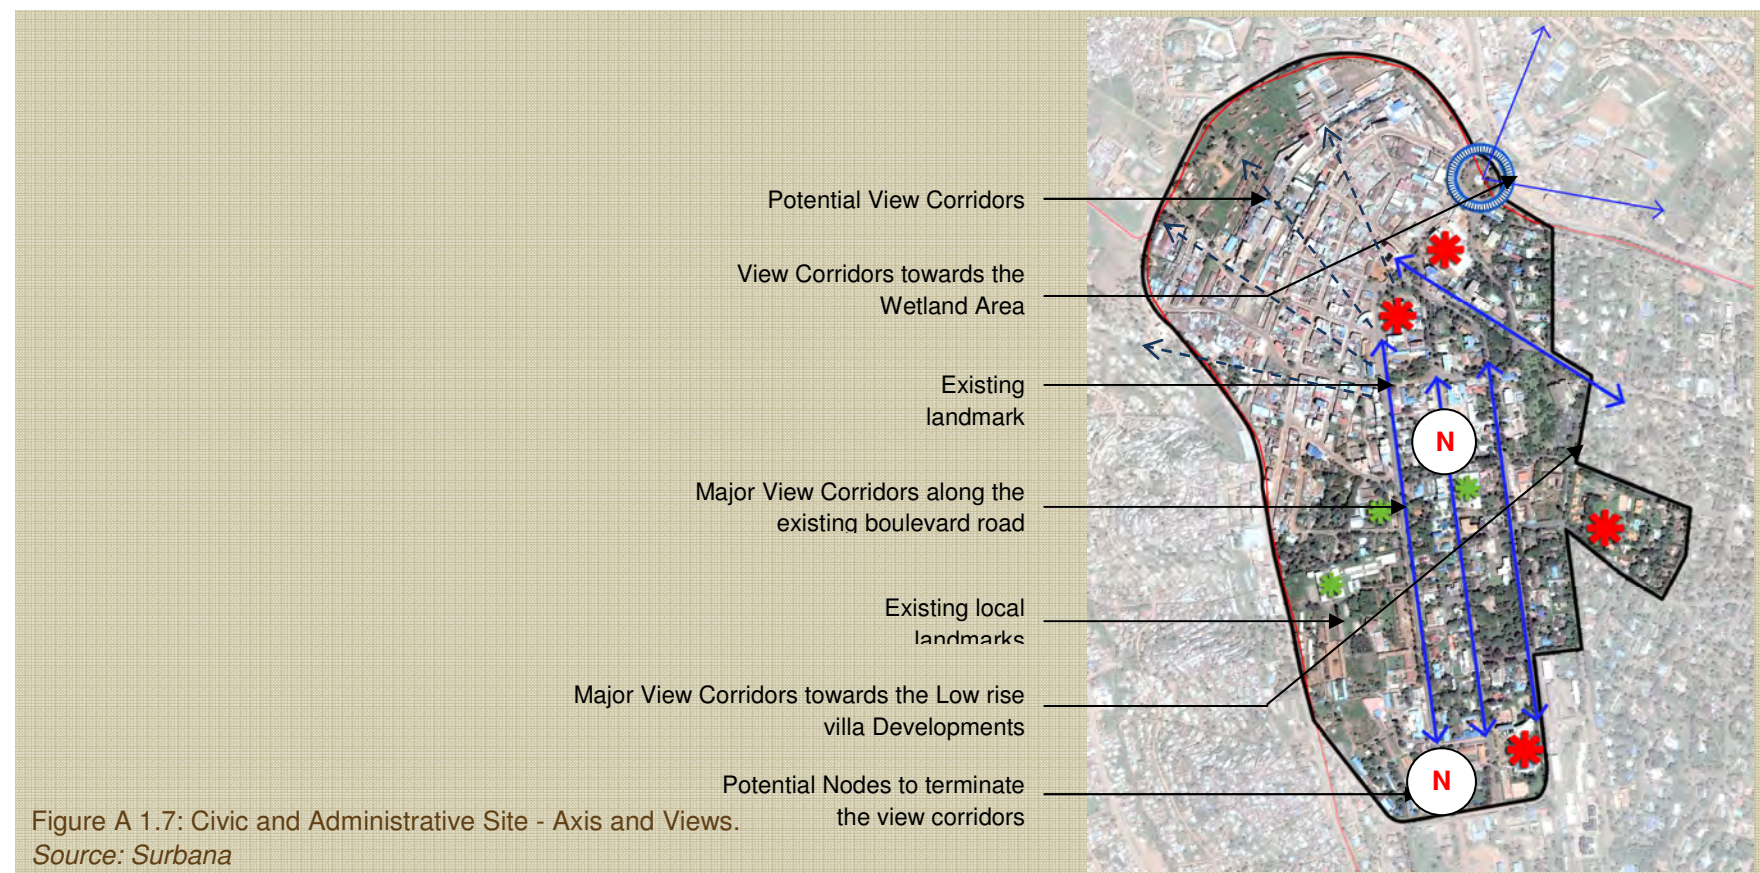 Potential View Corridors
View Corridors towards the
Wetland Area
Existing
landmark
Major View Corridors along the
existing boulevard road
Existing local
landmarks
Major View Corridors towards the Low rise
villa Developments
Potential Nodes to terminate
the view corridors
N
N
Figure A 1.7: Civic and Administrative Site - Axis and Views.
Source: Surbana